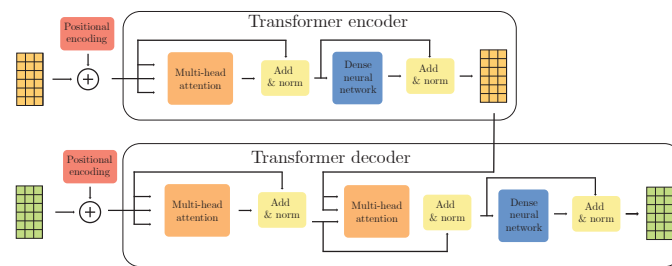 Transformer encoder
Positional
encoding
Multi-head
attention
Add
& norm
Dense
neural
network
Add
& norm
Transformer decoder
Positional
encoding
Multi-head
attention
Add
& norm
Multi-head
attention
Add
& norm
Dense
neural
network
Add
& norm